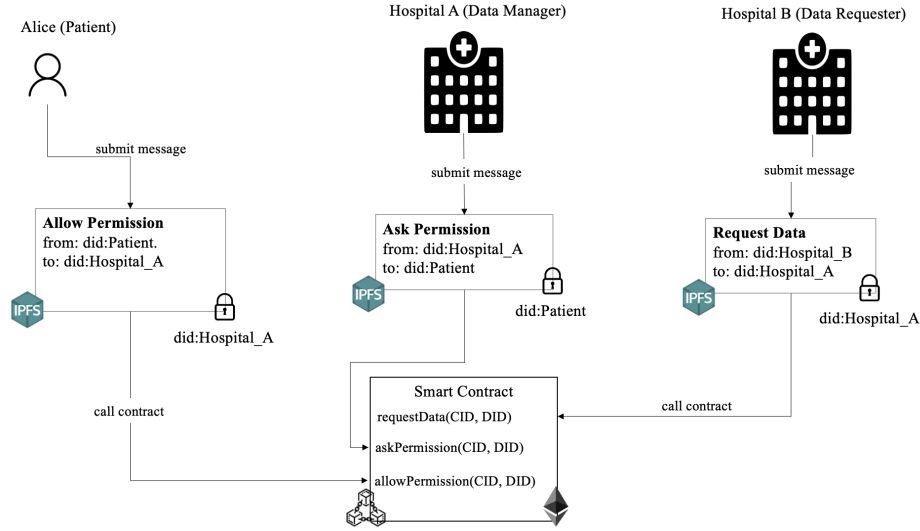 Alice (Patient)
Hospital A (Data Manager)
Hospital B (Data Requester)
submit message
submit message
submit message
Allow Permission
from: did:Patient.
to: did:Hospital_A
IPFS
did:Hospital_A
Ask Permission
from: did:Hospital_A
to: did:Patient
IPFS
did:Patient
Request Data
from: did:Hospital_B
to: did:Hospital_A
IPFS
did:Hospital_A
call contract
call contract
Smart Contract
requestData(CID, DID)
askPermission(CID, DID)
allowPermission(CID, DID)